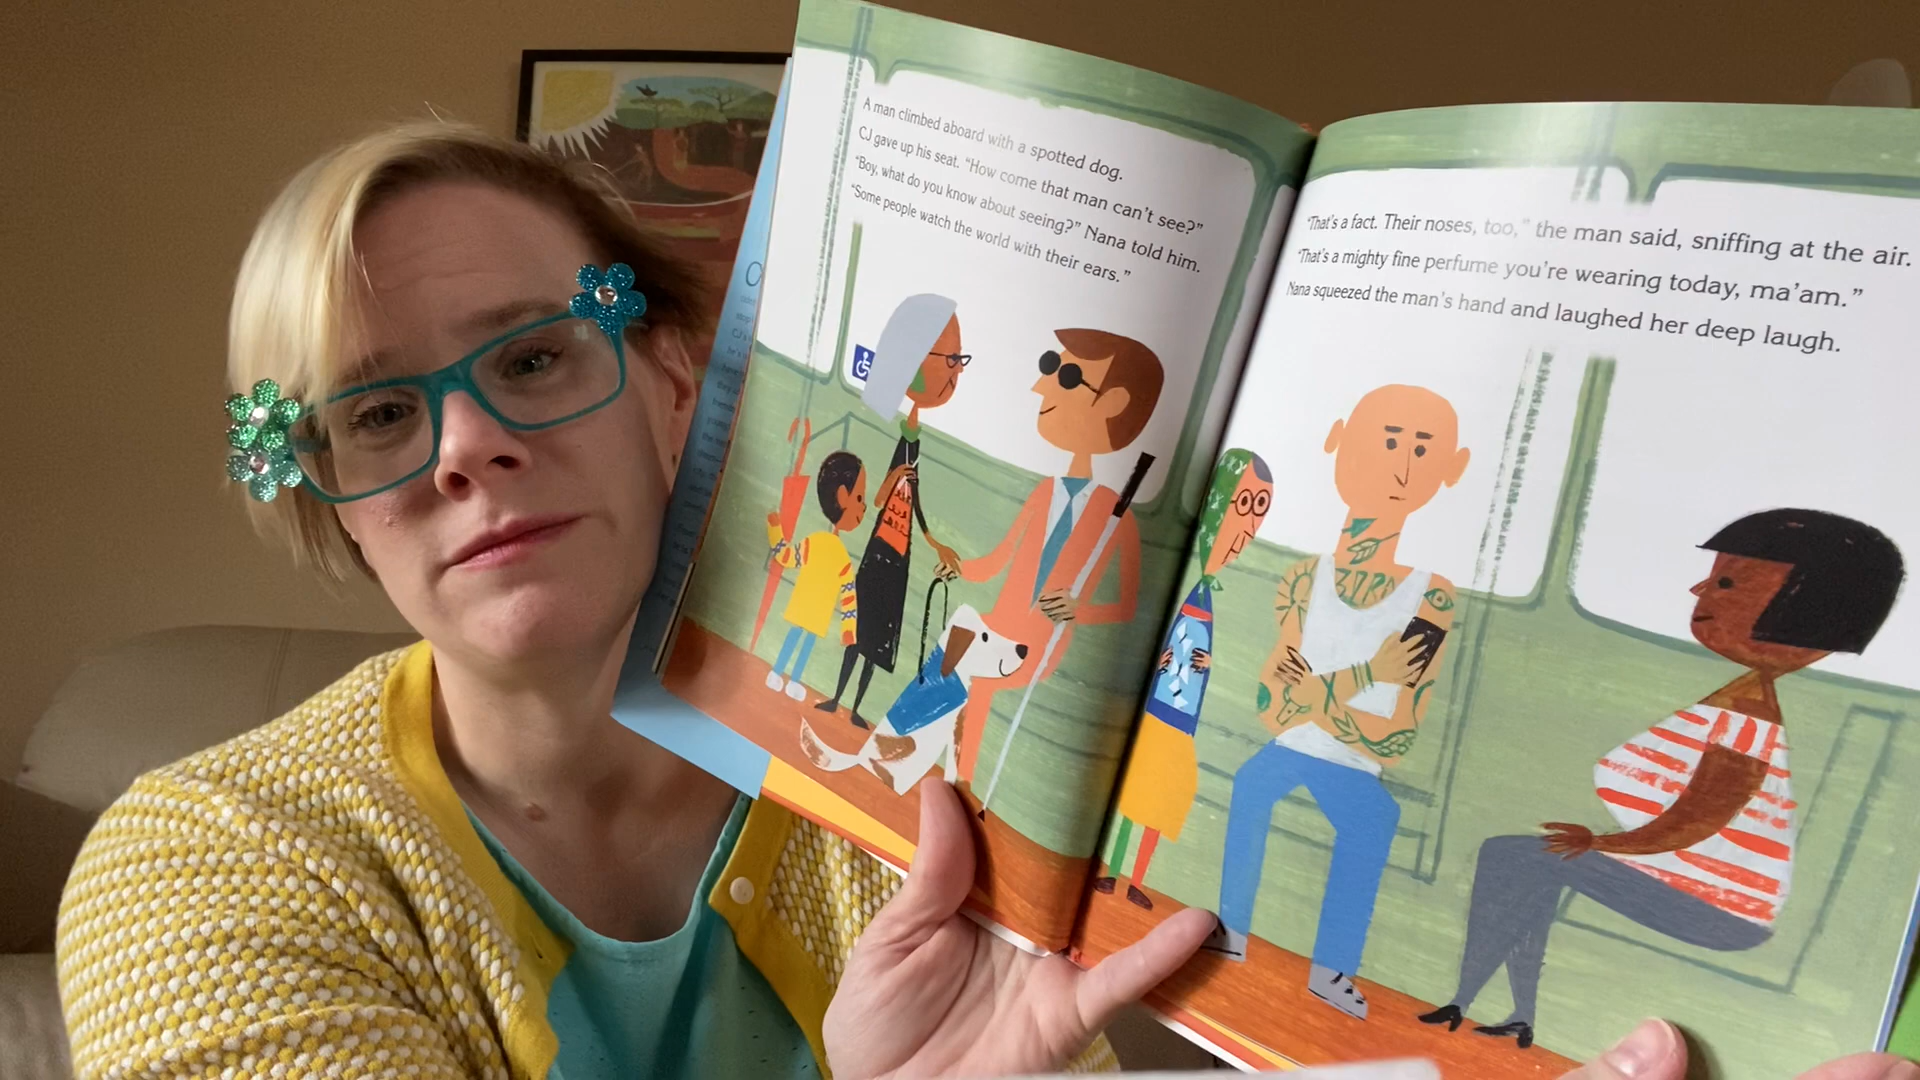 A man climbed aboard with a spotted dog.
CJ gave up his seat. “How come that man can’t see?”
“Boy, what do you know about seeing?” Nana told him.
“Some people watch the world with their ears.”
“That’s a fact. Their noses, too,” the man said, sniffing at the air.
“That’s a mighty fine perfume you’re wearing today, ma’am.”
Nana squeezed the man’s hand and laughed her deep laugh.